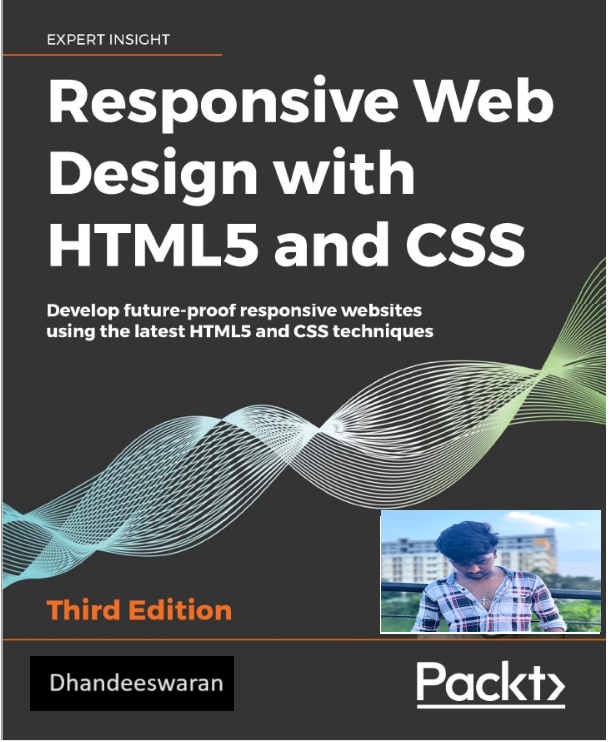 EXPERT INSIGHT
Responsive Web
Design with
HTML5 and CSS
Develop future-proof responsive websites
using the latest HTML5 and CSS techniques
Third Edition
Dhandeeswaran
Packt>